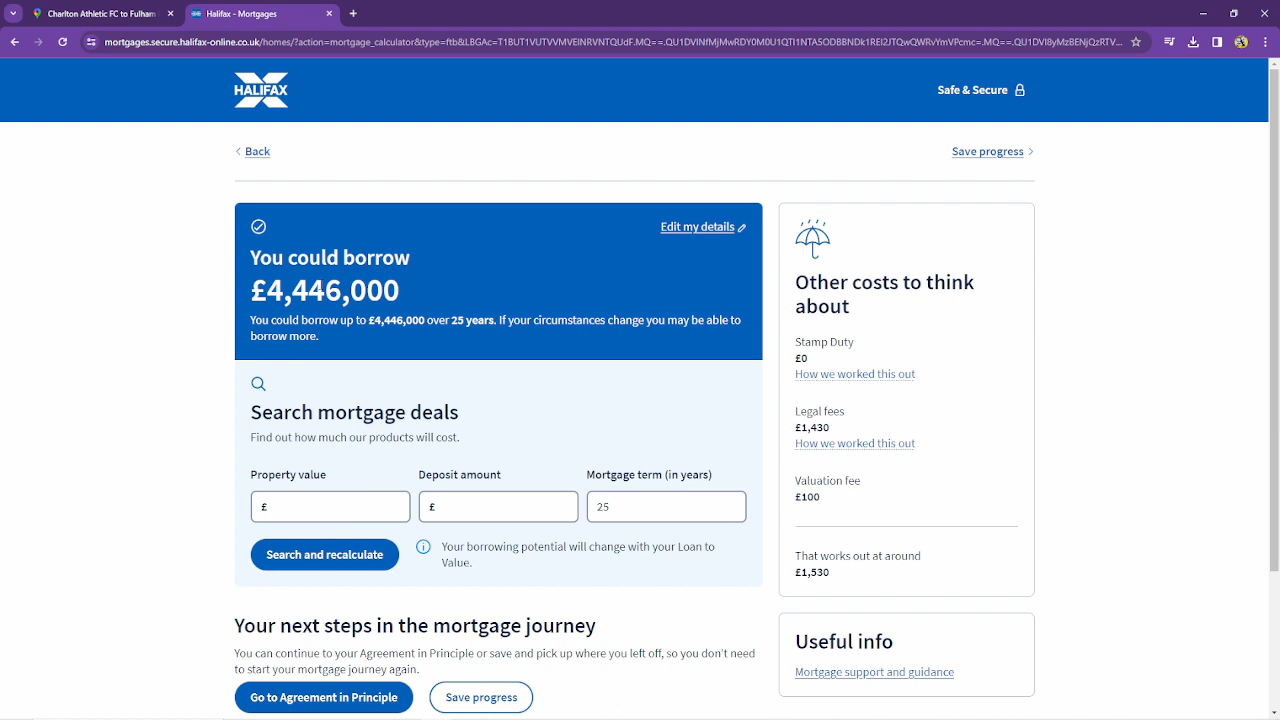 Charlton Athletic FC to Fulham
Halifax - Mortgages
mortgages.secure.halifax-online.co.uk/homes/?action=mortgage_calculator&type=ftb&LBGAc=
HALIFAX
Safe & Secure
Back
Save progress
Edit my details
You could borrow
£4,446,000
You could borrow up to £4,446,000 over 25 years. If your circumstances change you may be able to
borrow more.
Search mortgage deals
Find out how much our products will cost.
Property value
Deposit amount
Mortgage term (in years)
£
£
25
Search and recalculate
Your borrowing potential will change with your Loan to
Value.
Your next steps in the mortgage journey
You can continue to your Agreement in Principle or save and pick up where you left off, so you don't need
to start your mortgage journey again.
Go to Agreement in Principle
Save progress
Other costs to think
about
Stamp Duty
£0
How we worked this out
Legal fees
£1,430
How we worked this out
Valuation fee
£100
That works out at around
£1,530
Useful info
Mortgage support and guidance